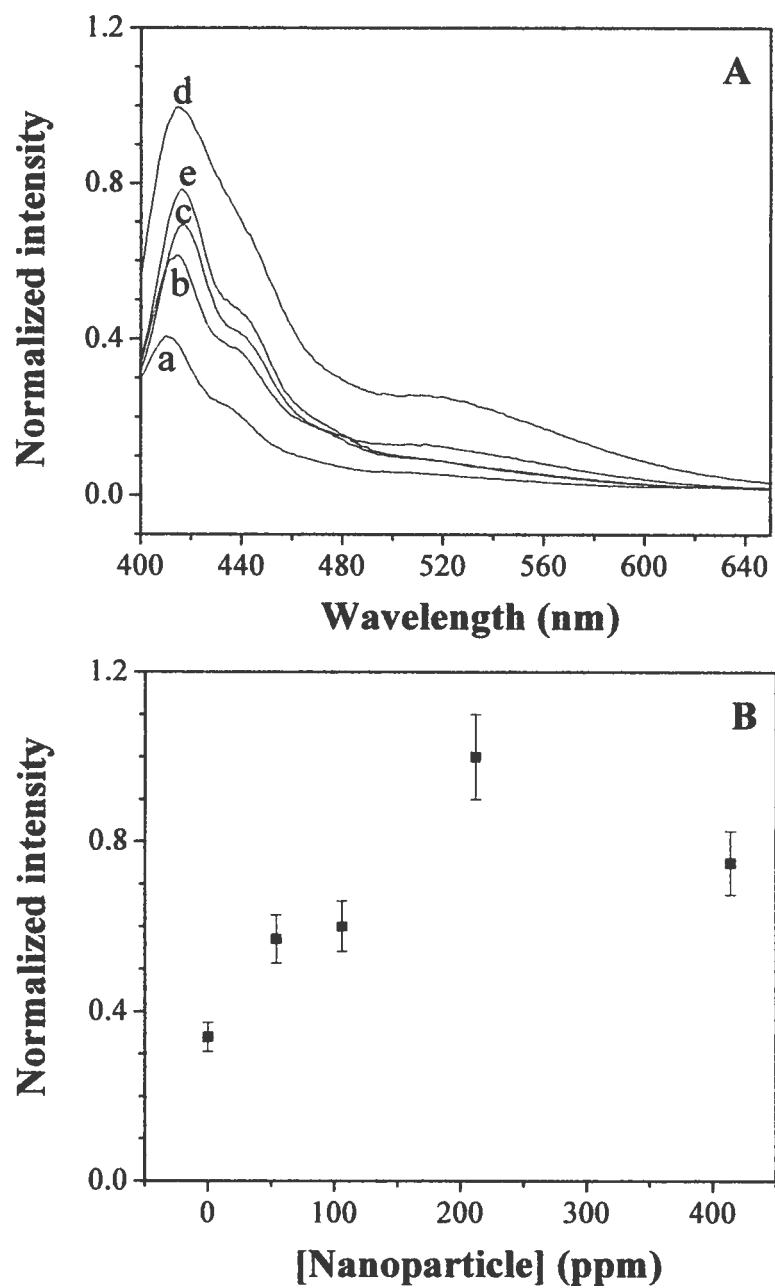 1.2
A
d
0.8
e
c
b
0.4
a
0.0
Normalized intensity
400 440 480 520 560 600 640
Wavelength (nm)
1.2
B
0.8
0.4
0.0
Normalized intensity
0 100 200 300 400
[Nanoparticle] (ppm)